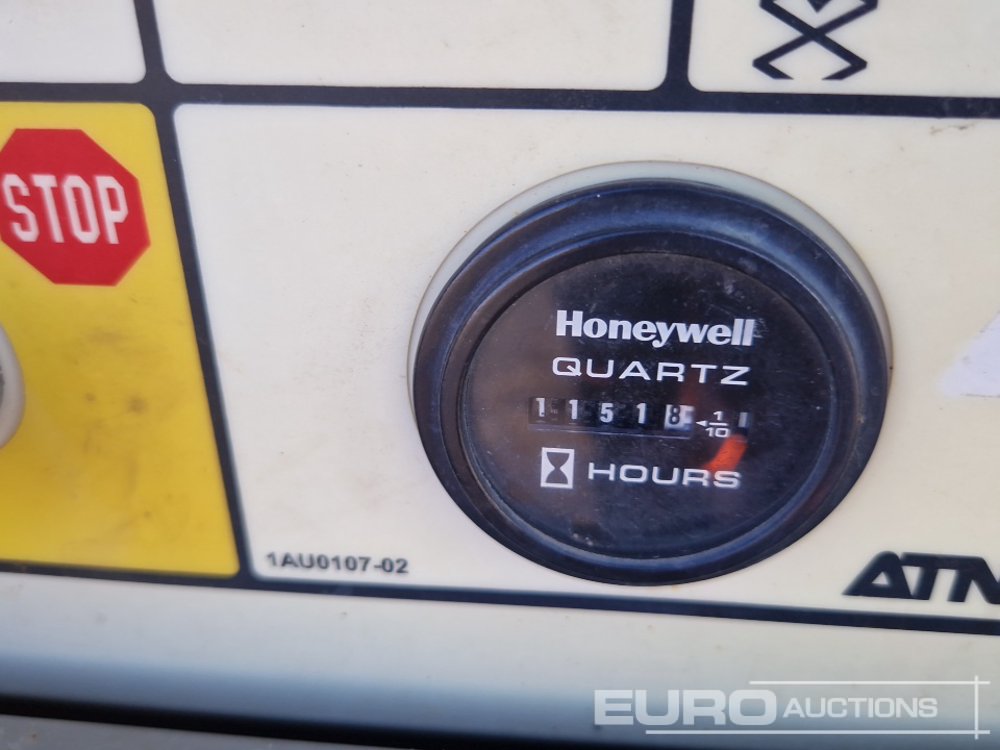 STOP
Honeywell
QUARTZ
11518
1/10
HOURS
1AU0107-02
ATN
EURO AUCTIONS